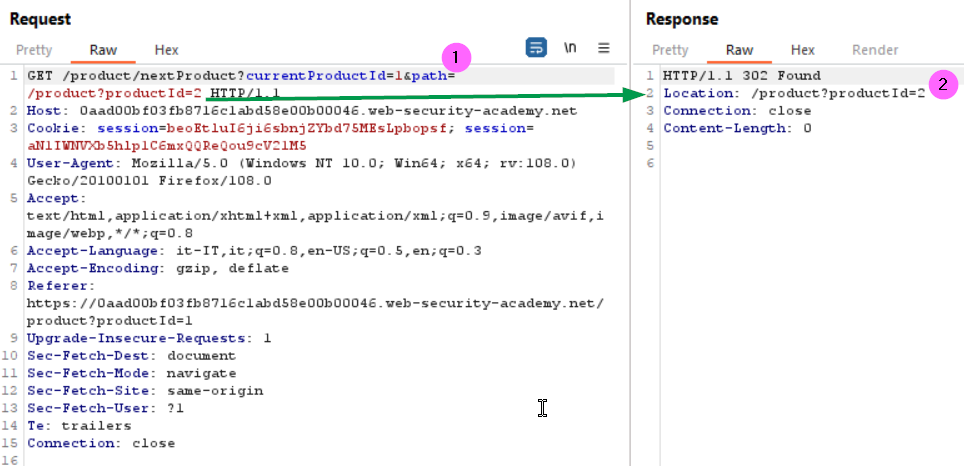 Request
Pretty Raw Hex \n
1
1 GET /product/nextProduct?currentProductId=1&path=
/product?productId=2 HTTP/1.1
2 Host: 0aad00bf03fb8716c1abd58e00b00046.web-security-academy.net
3 Cookie: session=beoEtluI6ji6sbnjZYbd75MEsLpbopsf; session=
aN1IWNVXb5h1p1C6mxQQReQou9cV21M5
4 User-Agent: Mozilla/5.0 (Windows NT 10.0; Win64; x64; rv:108.0)
Gecko/20100101 Firefox/108.0
5 Accept:
text/html,application/xhtml+xml,application/xml;q=0.9,image/avif,i
mage/webp,*/*;q=0.8
6 Accept-Language: it-IT,it;q=0.8,en-US;q=0.5,en;q=0.3
7 Accept-Encoding: gzip, deflate
8 Referer:
https://0aad00bf03fb8716c1abd58e00b00046.web-security-academy.net/
product?productId=1
9 Upgrade-Insecure-Requests: 1
10 Sec-Fetch-Dest: document
11 Sec-Fetch-Mode: navigate
12 Sec-Fetch-Site: same-origin
13 Sec-Fetch-User: ?1
14 Te: trailers
15 Connection: close
16
Response
Pretty Raw Hex Render
1 HTTP/1.1 302 Found
2 Location: /product?productId=2
2
3 Connection: close
4 Content-Length: 0
5
6